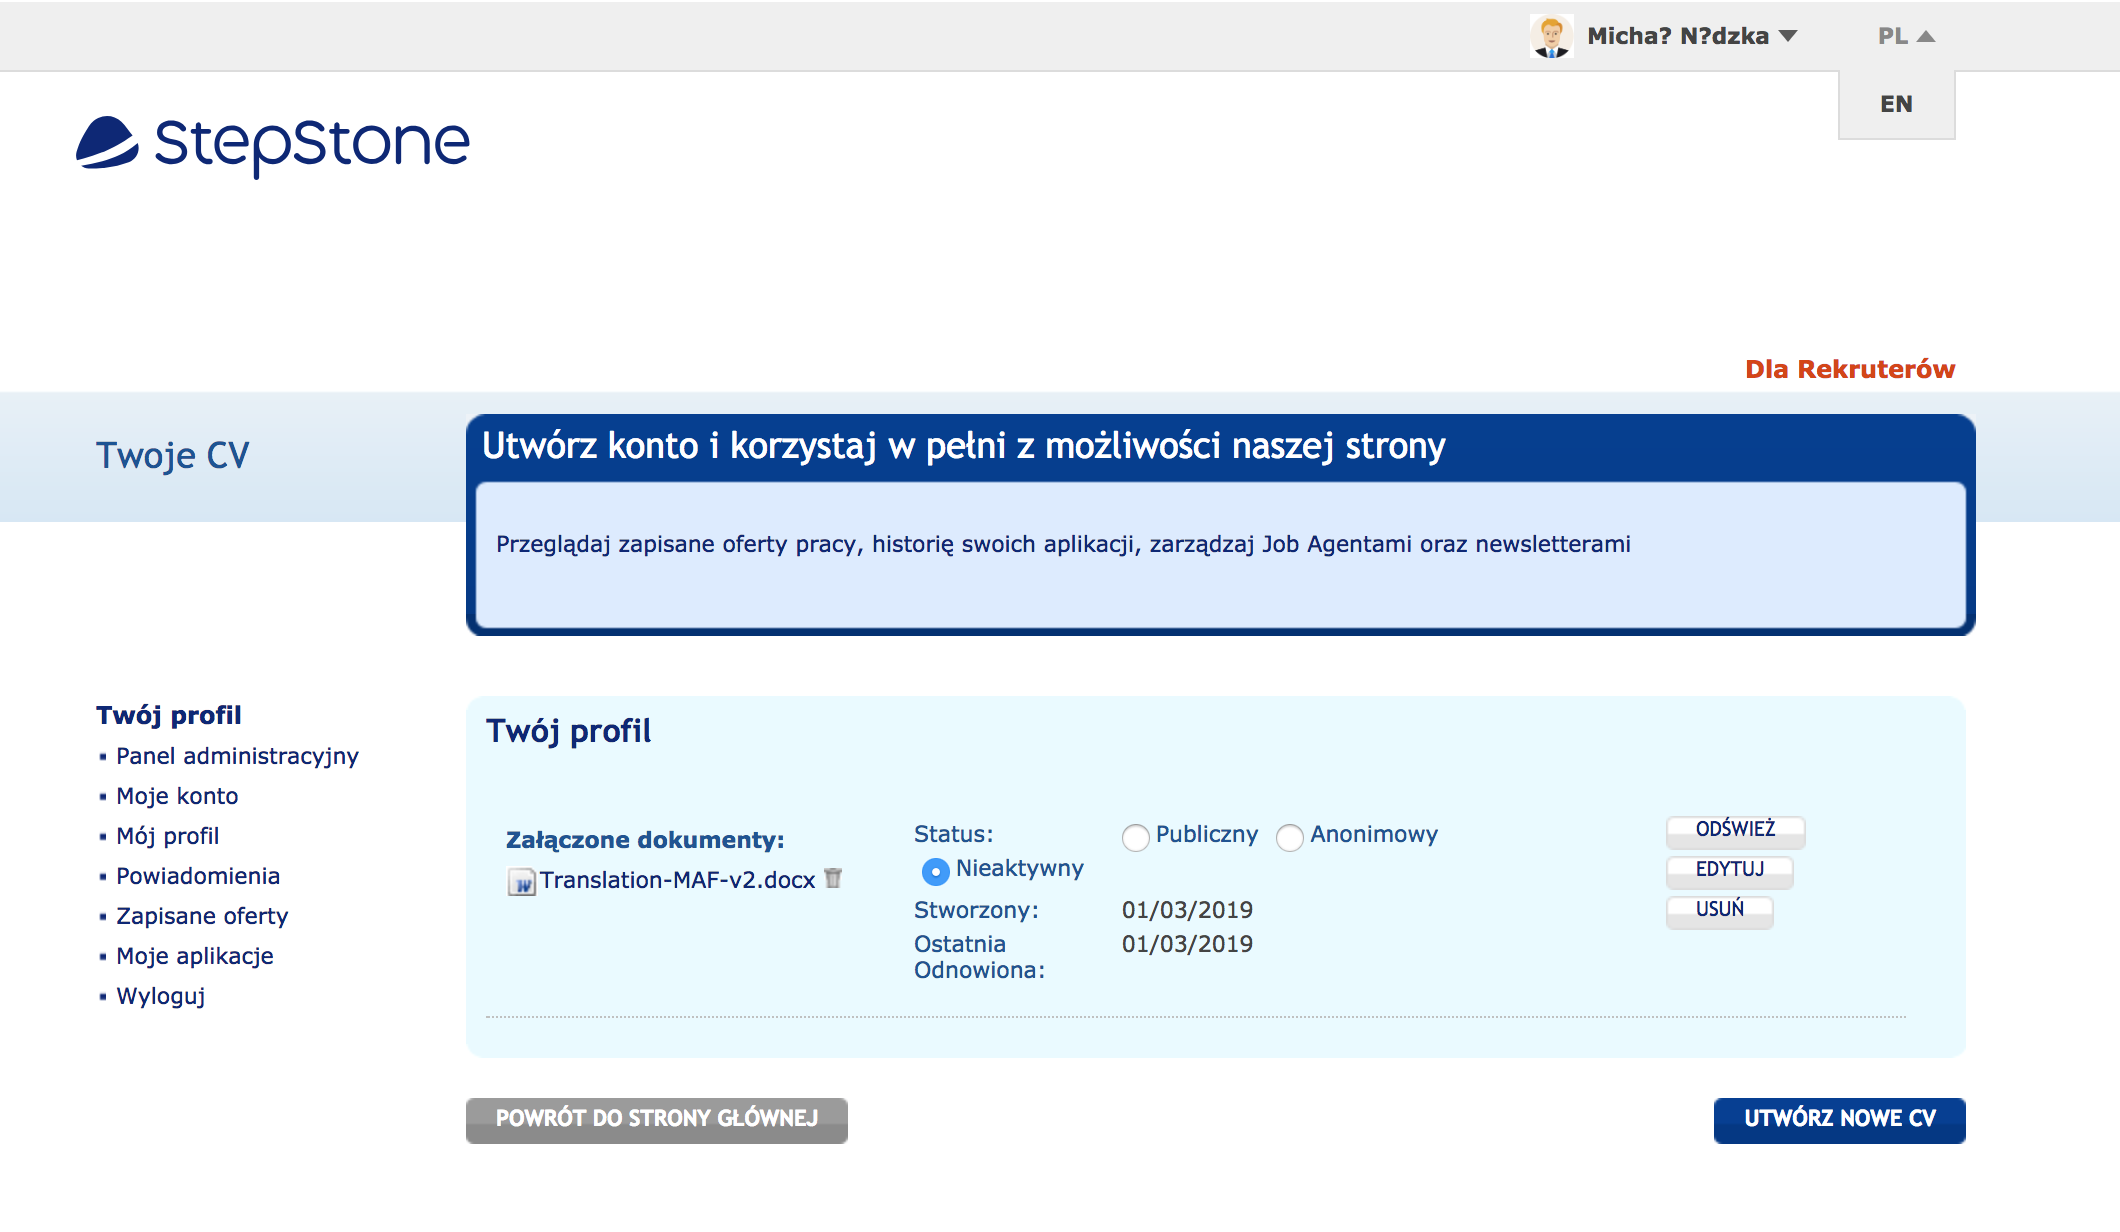 Micha? N?dzka
PL
EN
StepStone
Dla Rekruterów
Twoje CV
Utwórz konto i korzystaj w pełni z możliwości naszej strony
Przeglądaj zapisane oferty pracy, historię swoich aplikacji, zarządzaj Job Agentami oraz newsletterami
Twój profil
Panel administracyjny
Moje konto
Mój profil
Powiadomienia
Zapisane oferty
Moje aplikacje
Wyloguj
Twój profil
Załączone dokumenty:
Translation-MAF-v2.docx
Status: Publiczny Anonimowy
Nieaktywny
Stworzony: 01/03/2019
Ostatnia 01/03/2019
Odnowiona:
ODŚWIEŻ
EDYTUJ
USUŃ
POWRÓT DO STRONY GŁÓWNEJ
UTWÓRZ NOWE CV